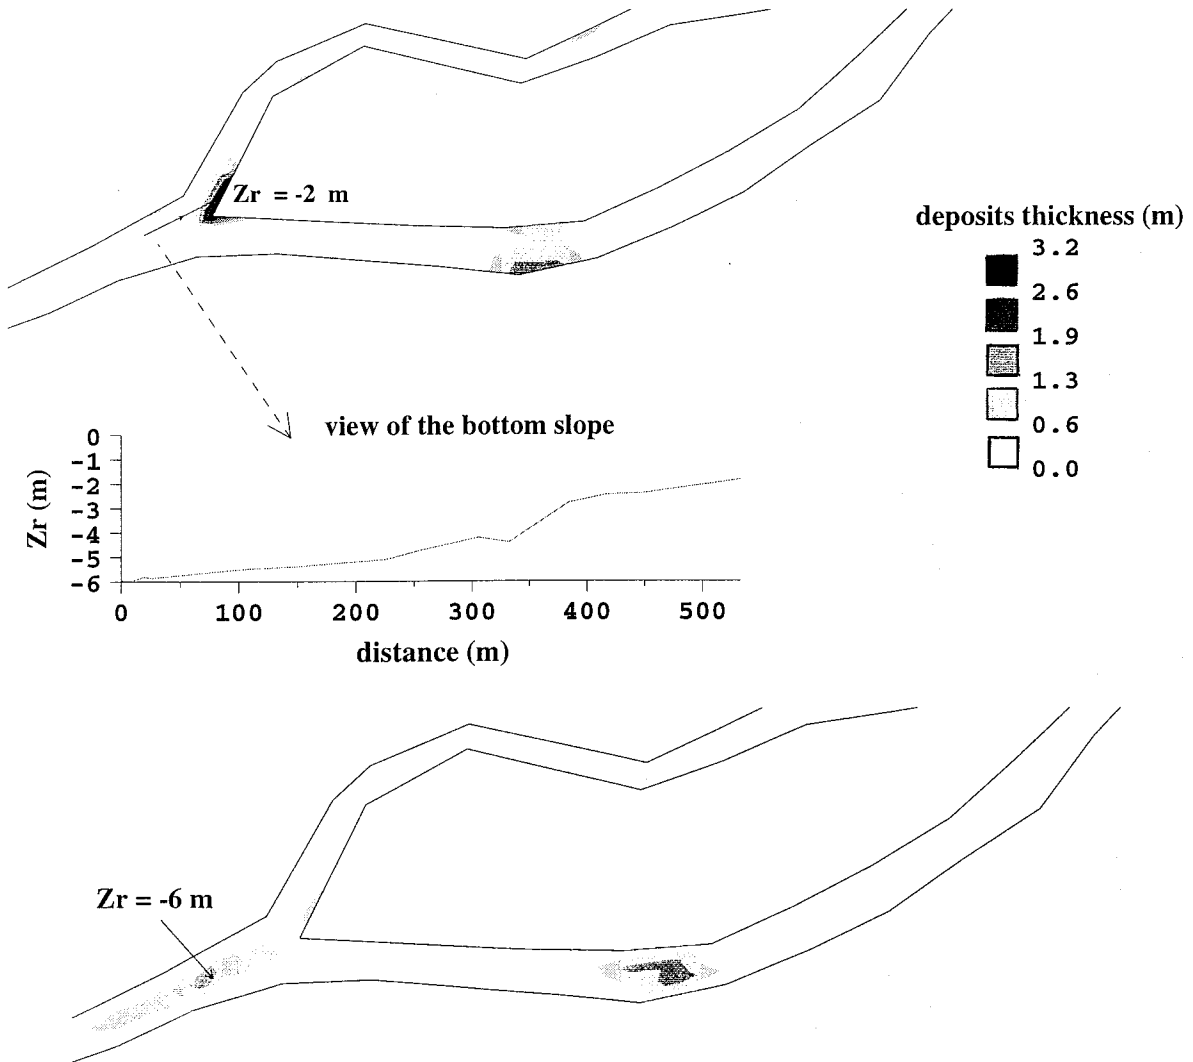 Zr = -2 m
deposits thickness (m)
3.2
2.6
1.9
1.3
0.6
0.0
view of the bottom slope
Zr (m)
0
-1
-2
-3
-4
-5
-6
0 100 200 300 400 500
distance (m)
Zr = -6 m